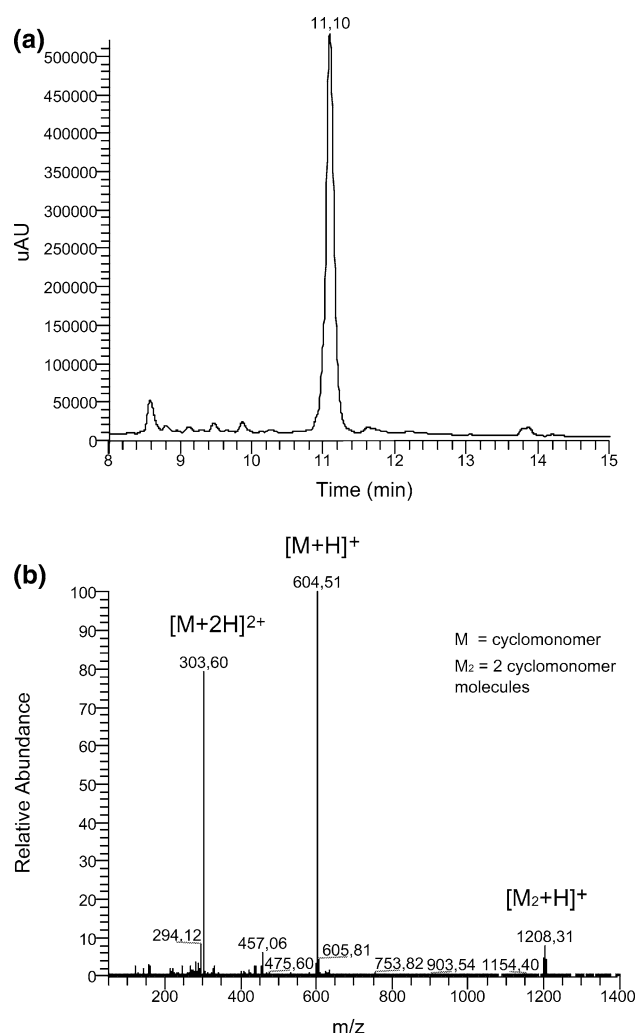 (a)
11,10
500000
450000
400000
350000
300000
250000
200000
150000
100000
50000
0
uAU
8 9 10 11 12 13 14 15
Time (min)
(b)
[M+H]+
604,51
[M+2H]2+
303,60
M = cyclomonomer
M2 = 2 cyclomonomer
molecules
100
90
80
70
60
50
40
30
20
10
0
Relative Abundance
[M2+H]+
1208,31
294,12
457,06
475,60
605,81
753,82
903,54
1154,40
200 400 600 800 1000 1200 1400
m/z